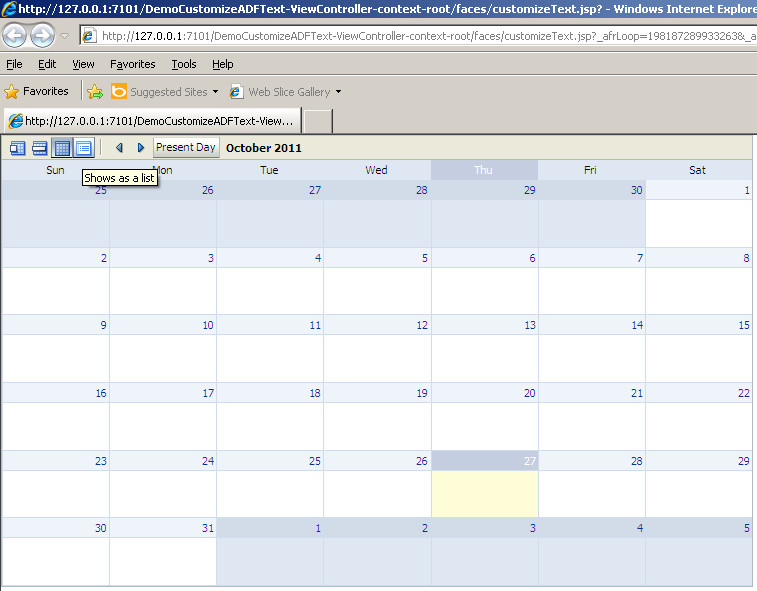 http://127.0.0.1:7101/DemoCustomizeADFText-ViewController-context-root/faces/customizeText.jsp? - Windows Internet Explore
http://127.0.0.1:7101/DemoCustomizeADFText-ViewController-context-root/faces/customizeText.jsp?_afrLoop=198187289933263&_a
File Edit View Favorites Tools Help
Favorites Suggested Sites Web Slice Gallery
http://127.0.0.1:7101/DemoCustomizeADFText-View...
Present Day October 2011
Sun Mon Tue Wed Thu Fri Sat
Shows as a list
25 26 27 28 29 30 1
2 3 4 5 6 7 8
9 10 11 12 13 14 15
16 17 18 19 20 21 22
23 24 25 26 27 28 29
30 31 1 2 3 4 5